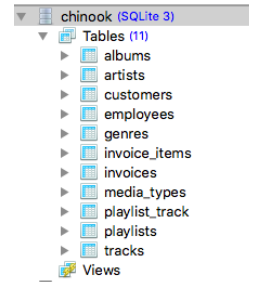 chinook (SQLite 3)
Tables (11)
albums
artists
customers
employees
genres
invoice_items
invoices
media_types
playlist_track
playlists
tracks
Views